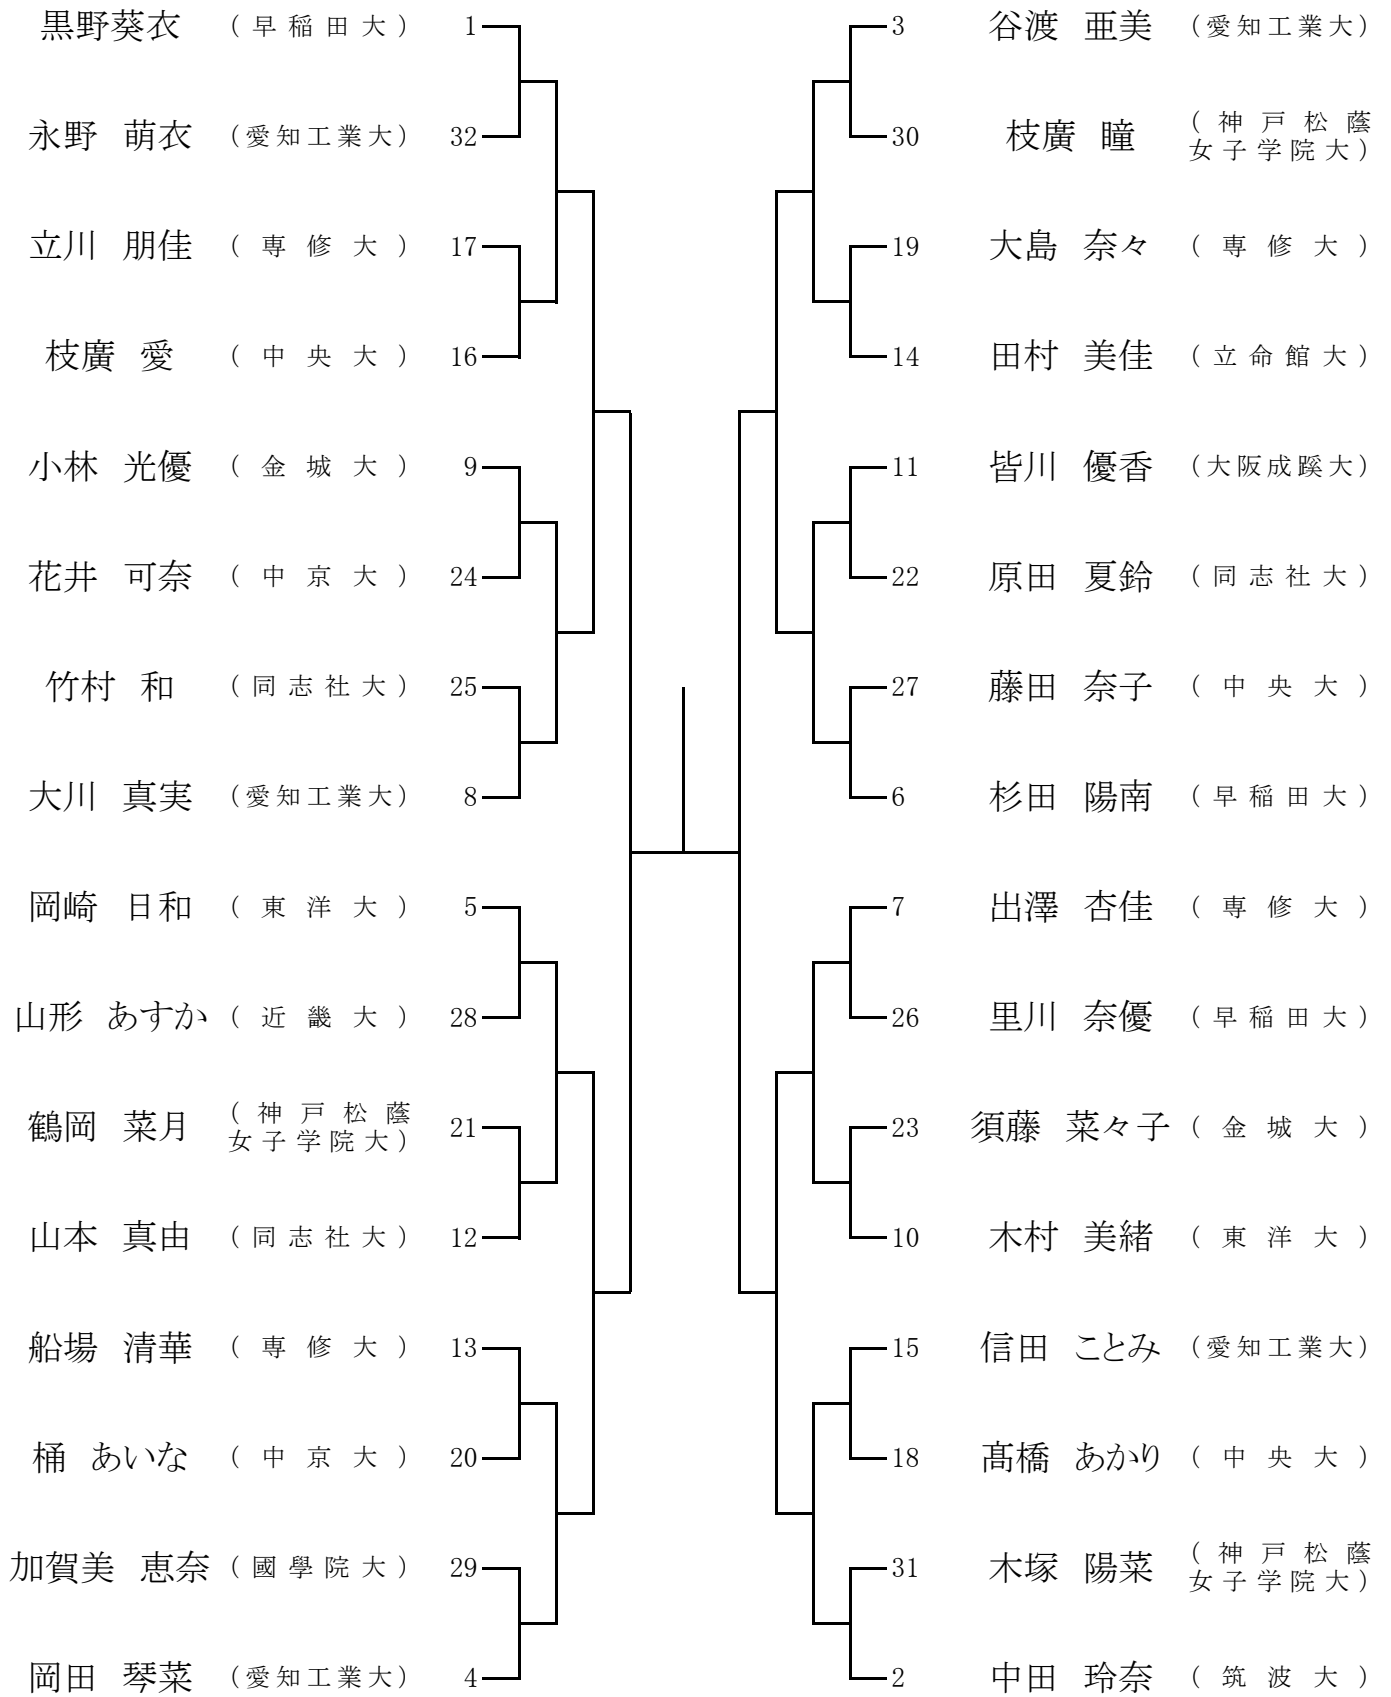 黒野葵衣 (早稲田大) 1
永野 萌衣 (愛知工業大) 32
立川 朋佳 (専修大) 17
枝廣 愛 (中央大) 16
小林 光優 (金城大) 9
花井 可奈 (中京大) 24
竹村 和 (同志社大) 25
大川 真実 (愛知工業大) 8
岡崎 日和 (東洋大) 5
山形 あすか (近畿大) 28
鶴岡 菜月 (神戸松蔭
女子学院大) 21
山本 真由 (同志社大) 12
船場 清華 (専修大) 13
桶 あいな (中京大) 20
加賀美 恵奈 (國學院大) 29
岡田 琴菜 (愛知工業大) 4
3 谷渡 亜美 (愛知工業大)
30 枝廣 瞳 (神戸松蔭
女子学院大)
19 大島 奈々 (専修大)
14 田村 美佳 (立命館大)
11 皆川 優香 (大阪成蹊大)
22 原田 夏鈴 (同志社大)
27 藤田 奈子 (中央大)
6 杉田 陽南 (早稲田大)
7 出澤 杏佳 (専修大)
26 里川 奈優 (早稲田大)
23 須藤 菜々子 (金城大)
10 木村 美緒 (東洋大)
15 信田 ことみ (愛知工業大)
18 髙橋 あかり (中央大)
31 木塚 陽菜 (神戸松蔭
女子学院大)
2 中田 玲奈 (筑波大)